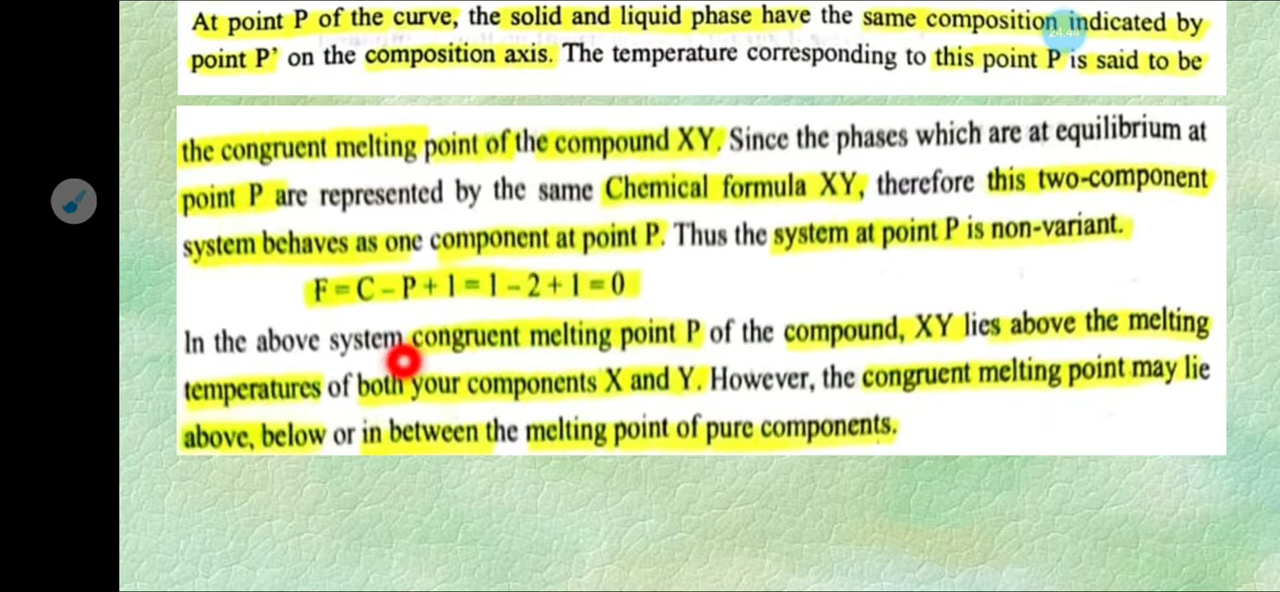 At point P of the curve, the solid and liquid phase have the same composition indicated by
24:44
point P' on the composition axis. The temperature corresponding to this point P is said to be
the congruent melting point of the compound XY. Since the phases which are at equilibrium at
point P are represented by the same Chemical formula XY, therefore this two-component
system behaves as one component at point P. Thus the system at point P is non-variant.
F = C – P + 1 = 1 – 2 + 1 = 0
In the above system congruent melting point P of the compound, XY lies above the melting
temperatures of both your components X and Y. However, the congruent melting point may lie
above, below or in between the melting point of pure components.